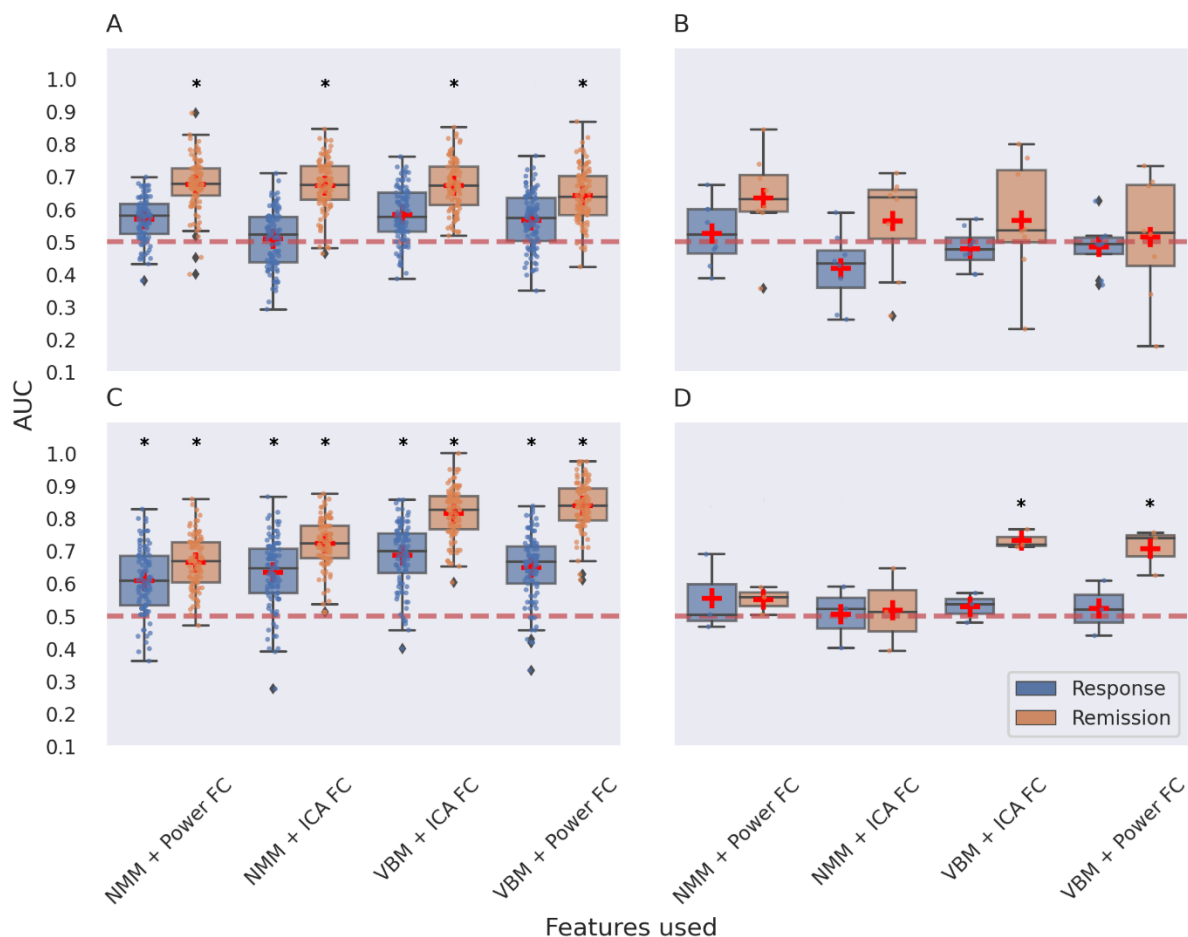 A
B
1.0
0.9
0.8
0.7
0.6
0.5
0.4
0.3
0.2
0.1
* * * *
AUC
C
D
1.0
0.9
0.8
0.7
0.6
0.5
0.4
0.3
0.2
0.1
* * * * * * * *
* *
Response
Remission
NMM + Power FC
NMM + ICA FC
VBM + ICA FC
VBM + Power FC
NMM + Power FC
NMM + ICA FC
VBM + ICA FC
VBM + Power FC
Features used